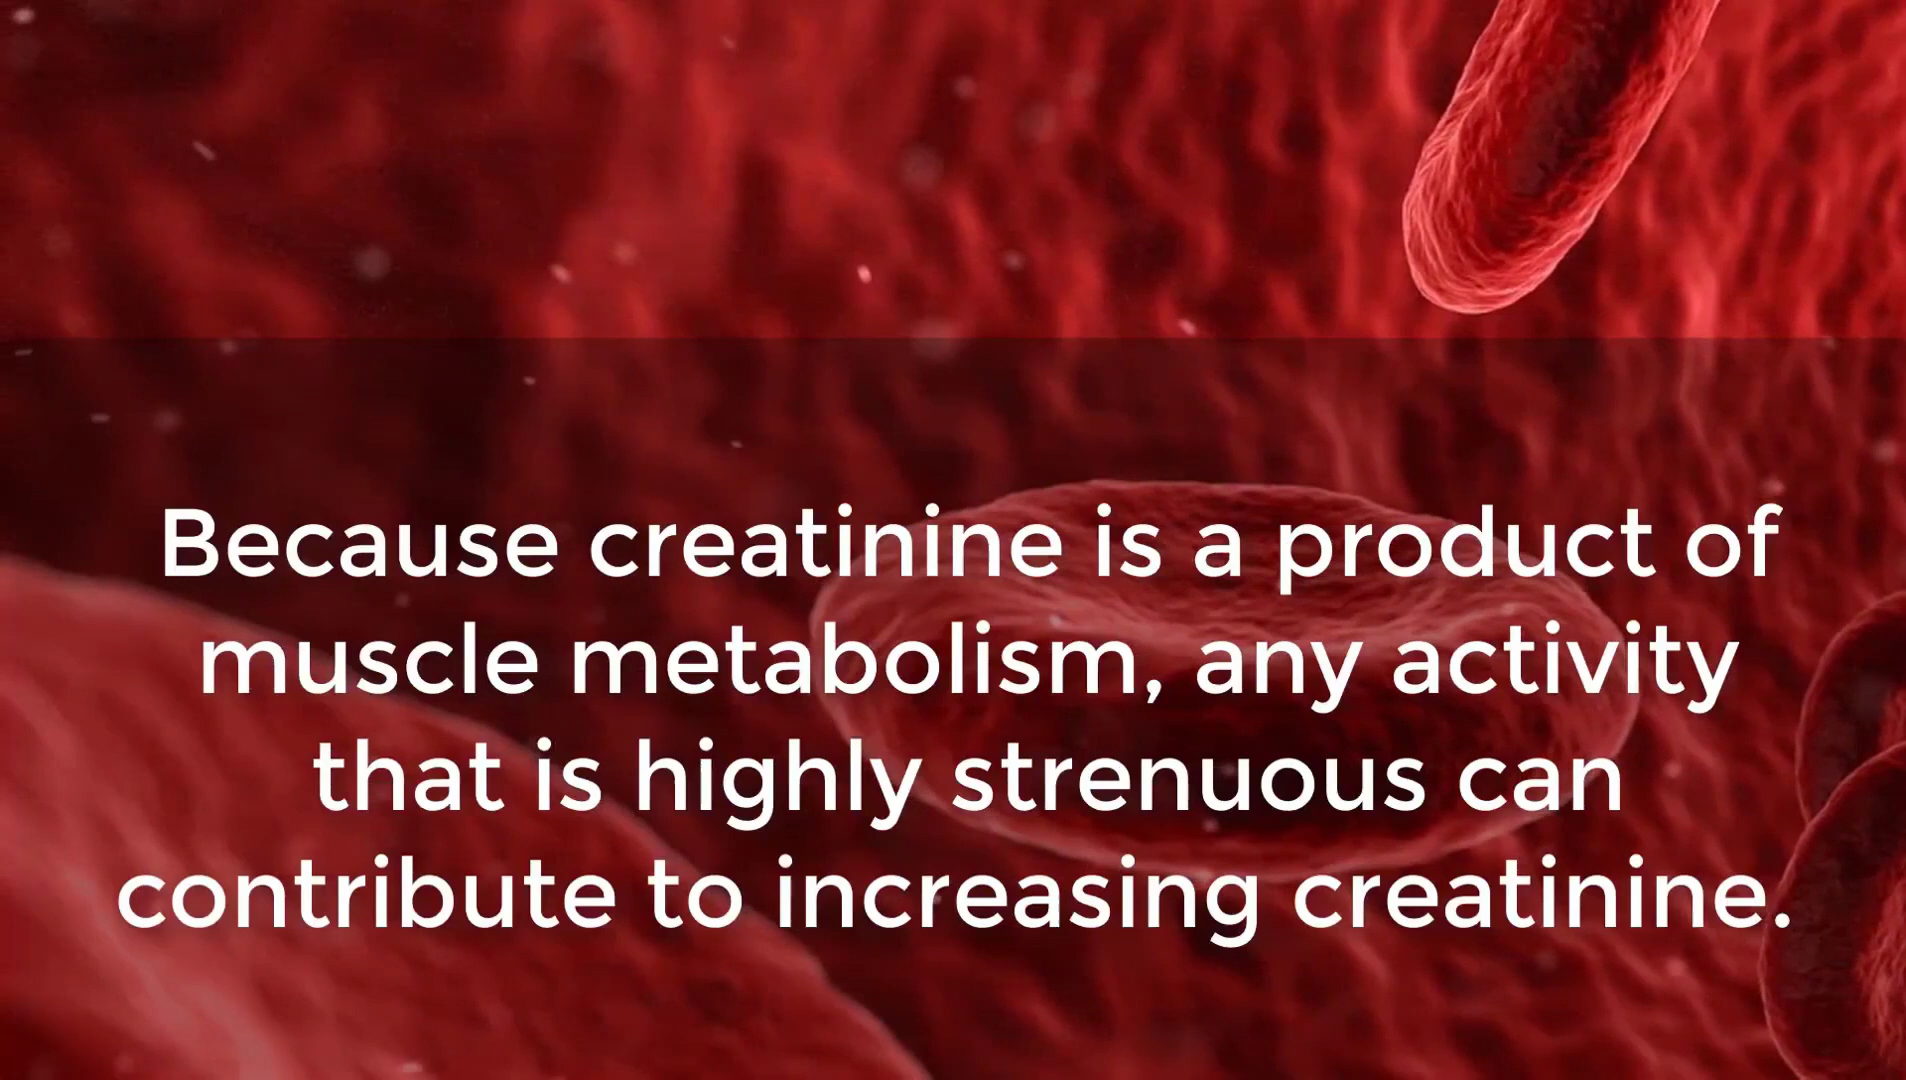 Because creatinine is a product of
muscle metabolism, any activity
that is highly strenuous can
contribute to increasing creatinine.